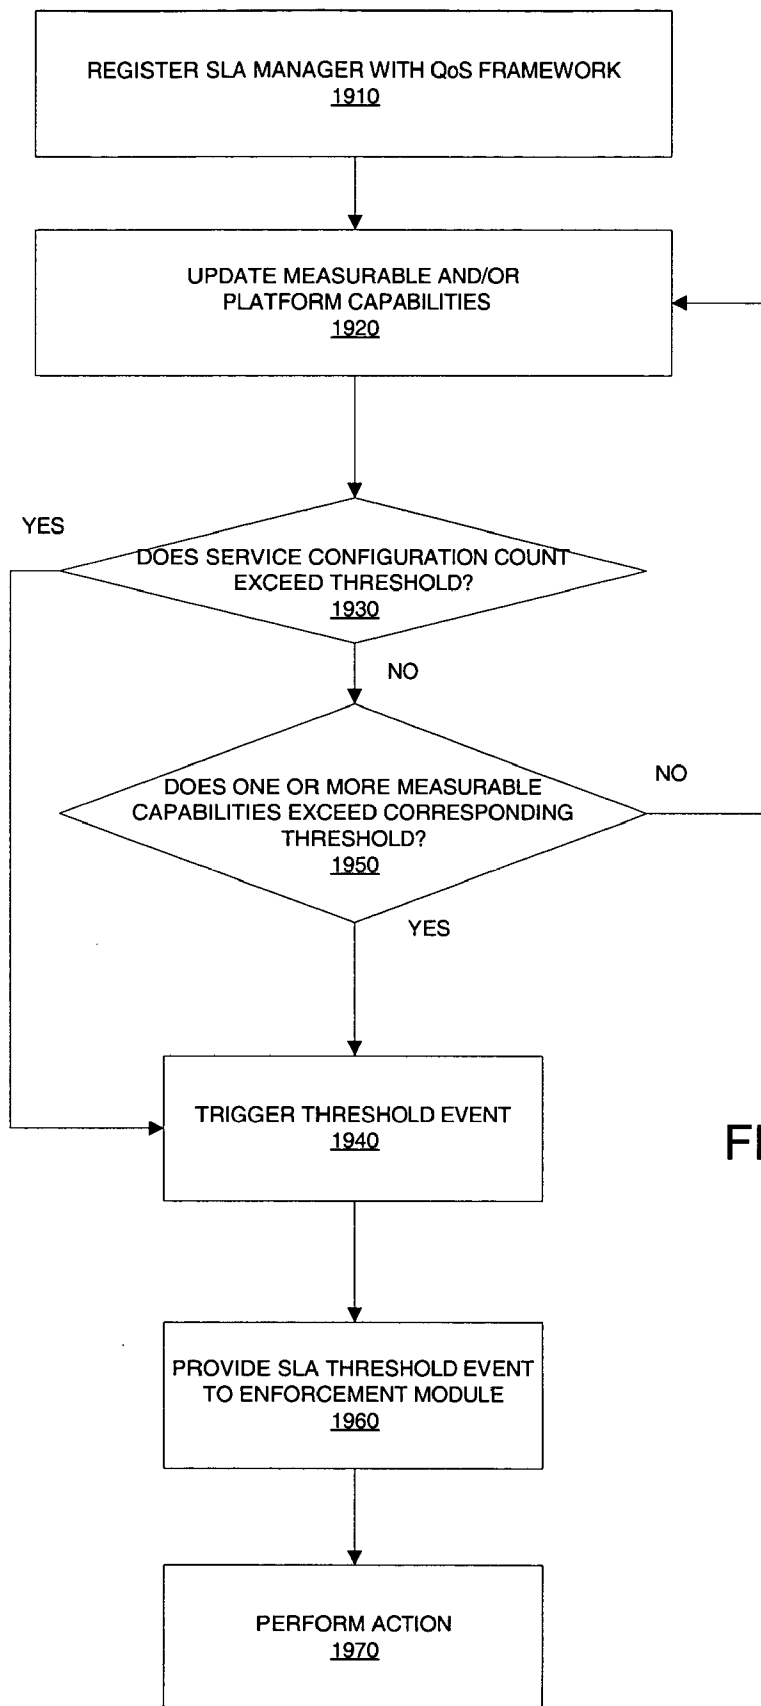 REGISTER SLA MANAGER WITH QoS FRAMEWORK
1910
UPDATE MEASURABLE AND/OR
PLATFORM CAPABILITIES
1920
YES
DOES SERVICE CONFIGURATION COUNT
EXCEED THRESHOLD?
1930
NO
DOES ONE OR MORE MEASURABLE
CAPABILITIES EXCEED CORRESPONDING
THRESHOLD?
1950
NO
YES
TRIGGER THRESHOLD EVENT
1940
PROVIDE SLA THRESHOLD EVENT
TO ENFORCEMENT MODULE
1960
PERFORM ACTION
1970